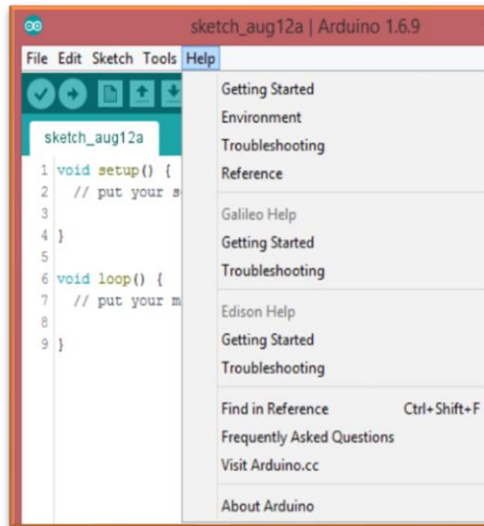 sketch_aug12a | Arduino 1.6.9
File Edit Sketch Tools Help
sketch_aug12a
1 void setup() {
2 // put your s
3
4 }
5
6 void loop() {
7 // put your m
8
9 }
Getting Started
Environment
Troubleshooting
Reference
Galileo Help
Getting Started
Troubleshooting
Edison Help
Getting Started
Troubleshooting
Find in Reference Ctrl+Shift+F
Frequently Asked Questions
Visit Arduino.cc
About Arduino